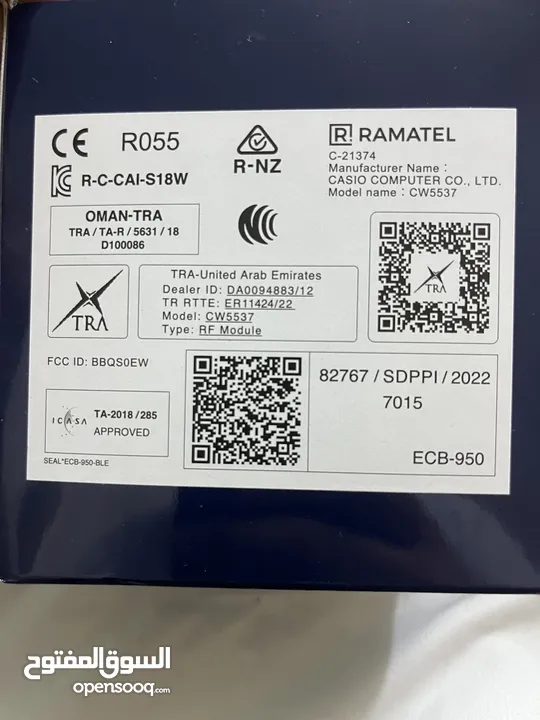 CE R055
R-NZ
RAMATEL
C-21374
Manufacturer Name :
CASIO COMPUTER CO., LTD.
Model name : CW5537
R-C-CAI-S18W
OMAN-TRA
TRA / TA-R / 5631 / 18
D100086
TRA
TRA-United Arab Emirates
Dealer ID: DA0094883/12
TR RTTE: ER11424/22
Model: CW5537
Type: RF Module
TRA
FCC ID: BBQS0EW
82767 / SDPPI / 2022
7015
ICASA
TA-2018 / 285
APPROVED
ECB-950
SEAL*ECB-950-BLE
السوق المفتوح
opensooq.com